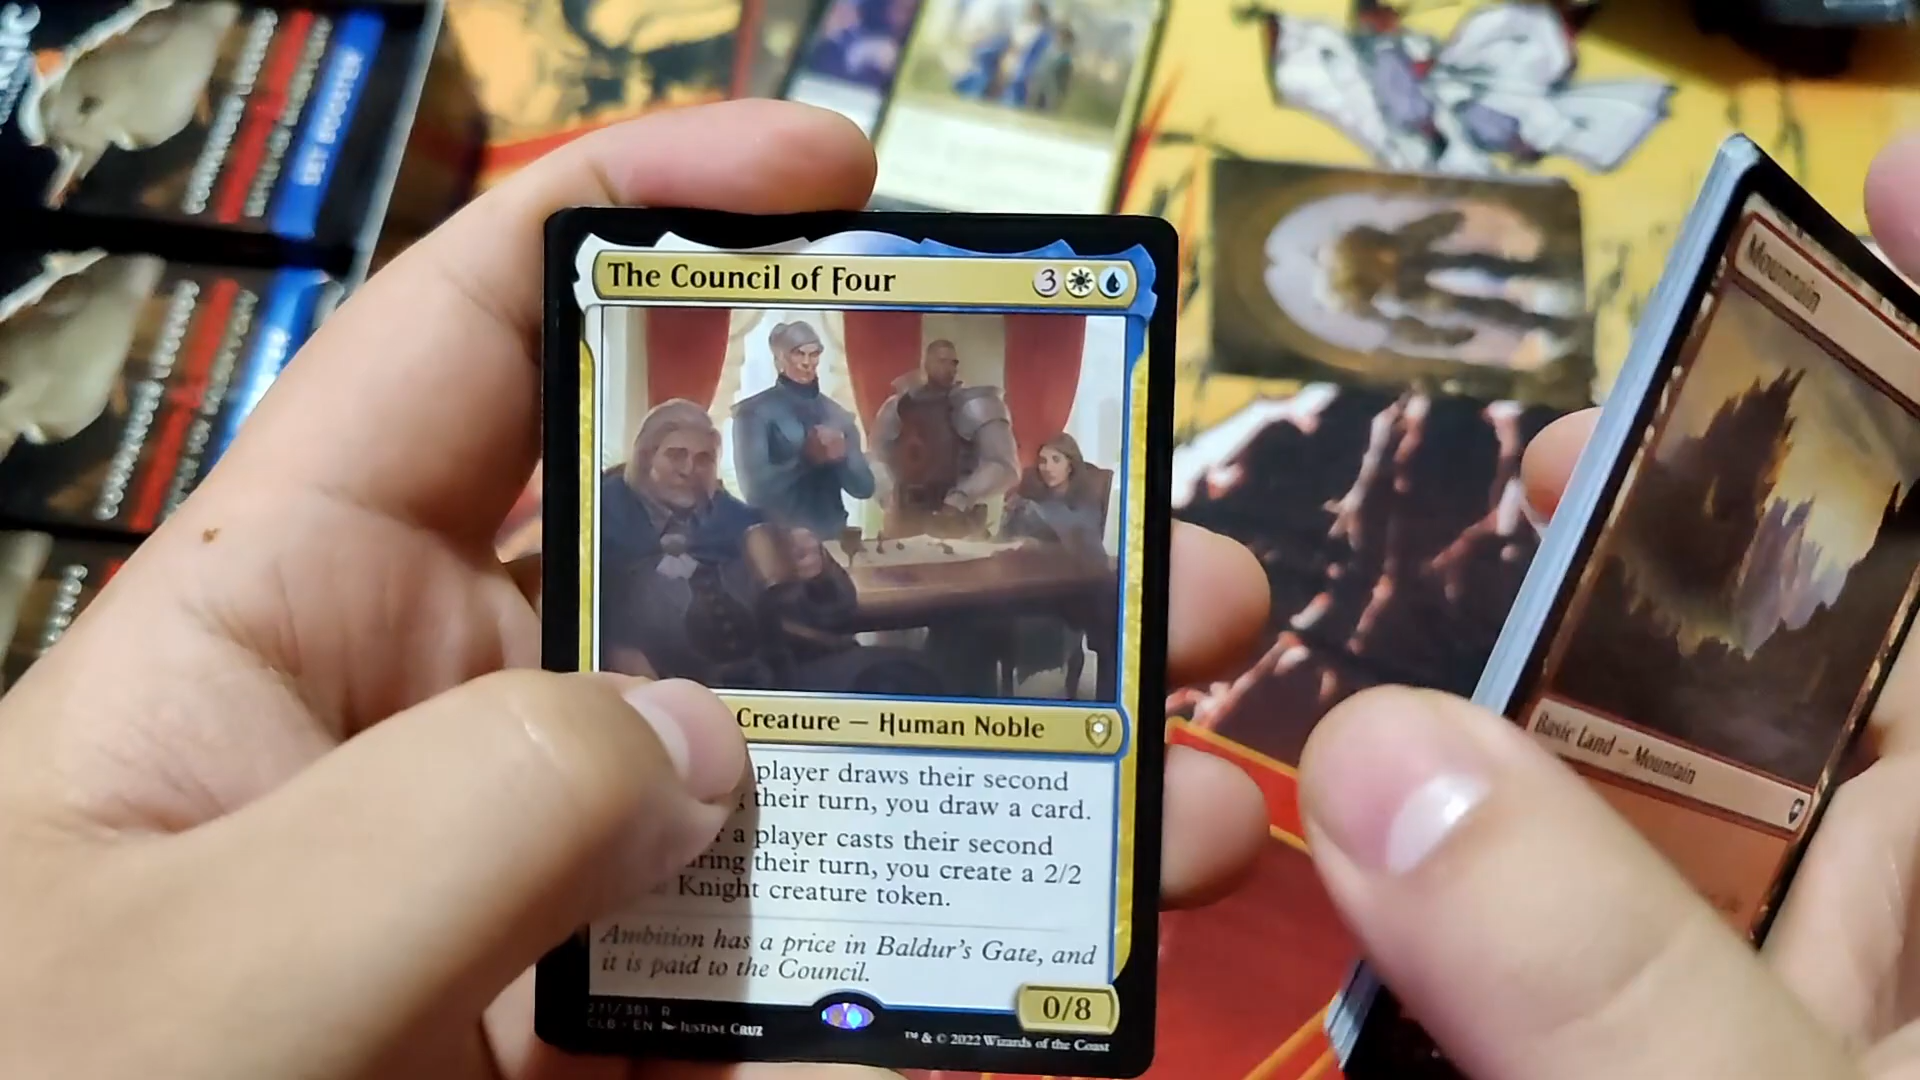 The Council of Four
3
Creature — Human Noble
player draws their second
their turn, you draw a card.
a player casts their second
their turn, you create a 2/2
Knight creature token.
Ambition has a price in Baldur's Gate, and
it is paid to the Council.
0/8
271/361 R
CLB • EN Justine Cruz
™ & © 2022 Wizards of the Coast
Mountain
Basic Land — Mountain
SET BOOSTER